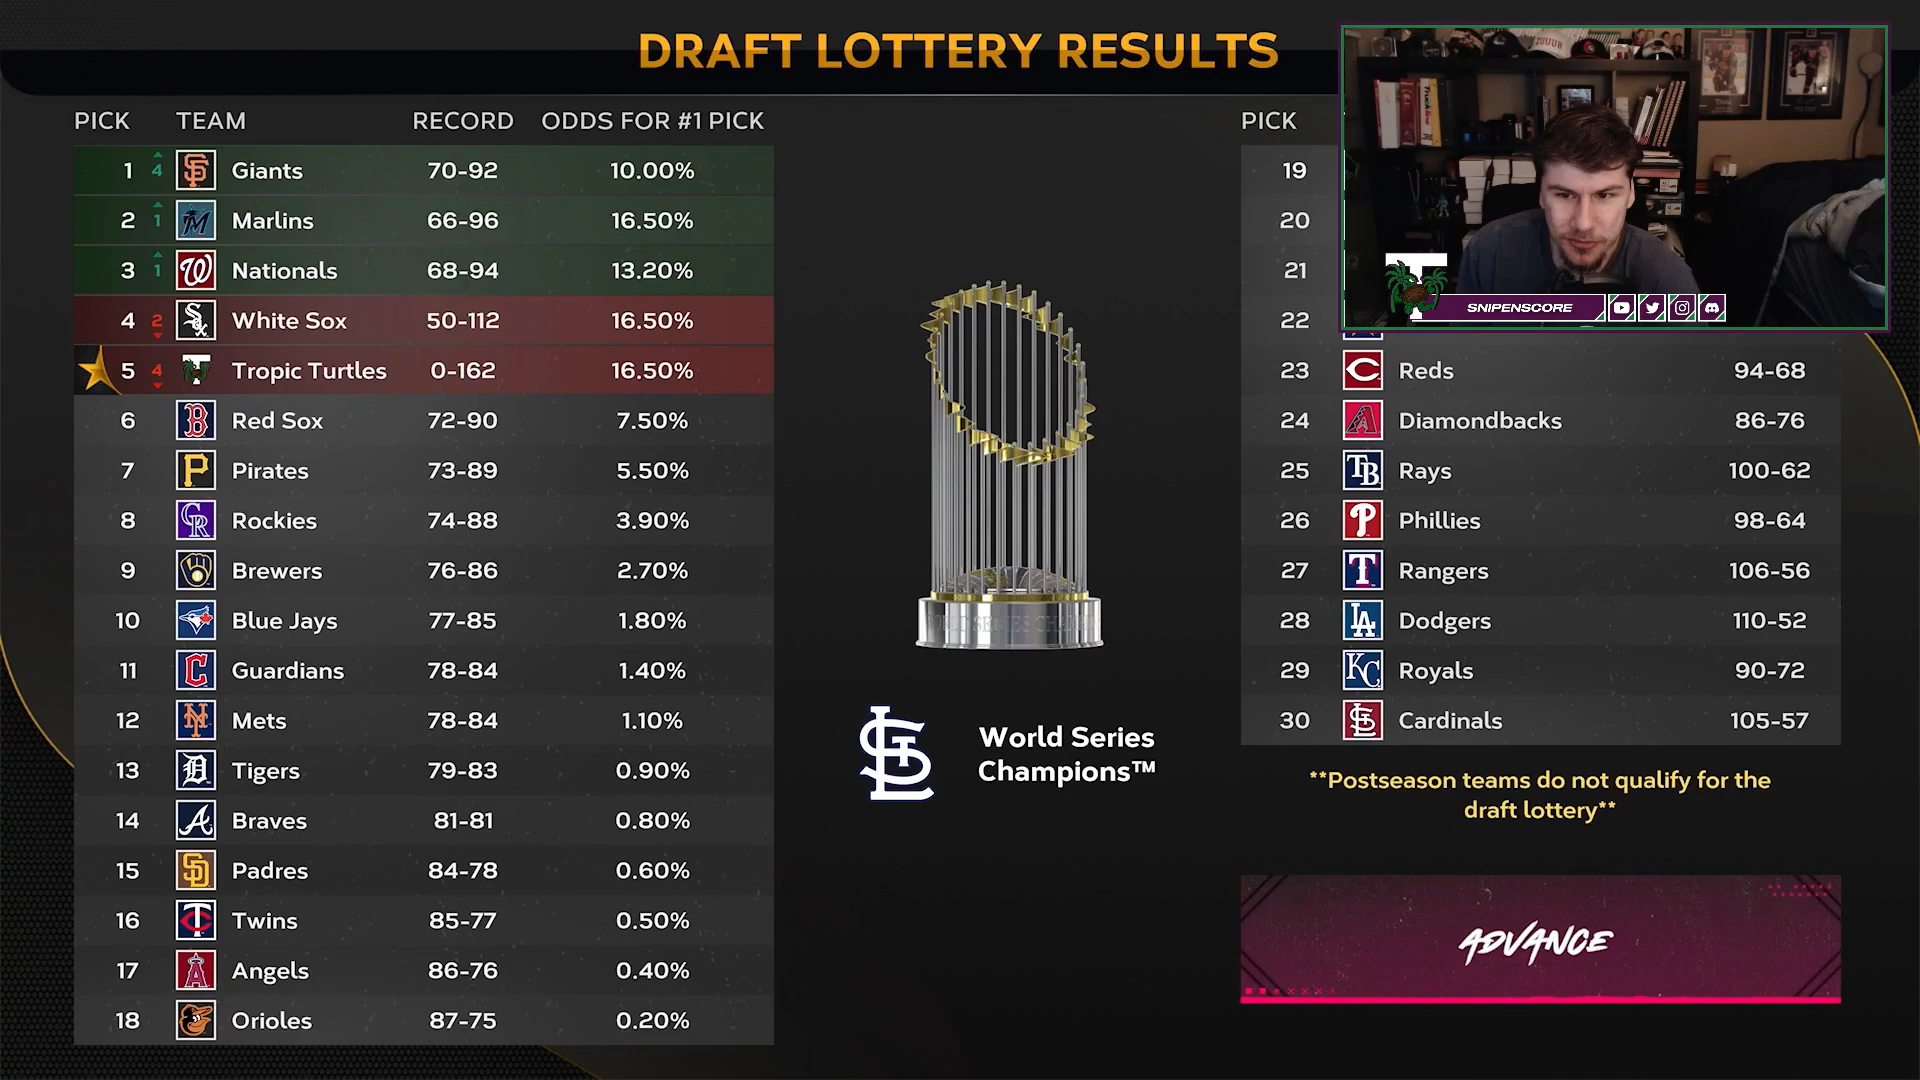 DRAFT LOTTERY RESULTS
PICK TEAM RECORD ODDS FOR #1 PICK
1 4 Giants 70-92 10.00%
2 1 Marlins 66-96 16.50%
3 1 Nationals 68-94 13.20%
4 2 White Sox 50-112 16.50%
5 4 Tropic Turtles 0-162 16.50%
6 Red Sox 72-90 7.50%
7 Pirates 73-89 5.50%
8 Rockies 74-88 3.90%
9 Brewers 76-86 2.70%
10 Blue Jays 77-85 1.80%
11 Guardians 78-84 1.40%
12 Mets 78-84 1.10%
13 Tigers 79-83 0.90%
14 Braves 81-81 0.80%
15 Padres 84-78 0.60%
16 Twins 85-77 0.50%
17 Angels 86-76 0.40%
18 Orioles 87-75 0.20%
World Series
Champions™
PICK
19
20
21
22
23 Reds 94-68
24 Diamondbacks 86-76
25 Rays 100-62
26 Phillies 98-64
27 Rangers 106-56
28 Dodgers 110-52
29 Royals 90-72
30 Cardinals 105-57
**Postseason teams do not qualify for the
draft lottery**
ADVANCE
SNIPENSCORE